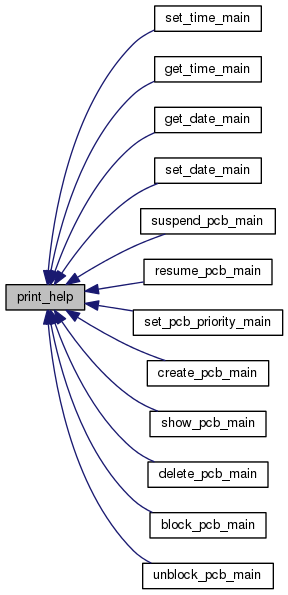 set_time_main
get_time_main
get_date_main
set_date_main
suspend_pcb_main
resume_pcb_main
print_help
set_pcb_priority_main
create_pcb_main
show_pcb_main
delete_pcb_main
block_pcb_main
unblock_pcb_main